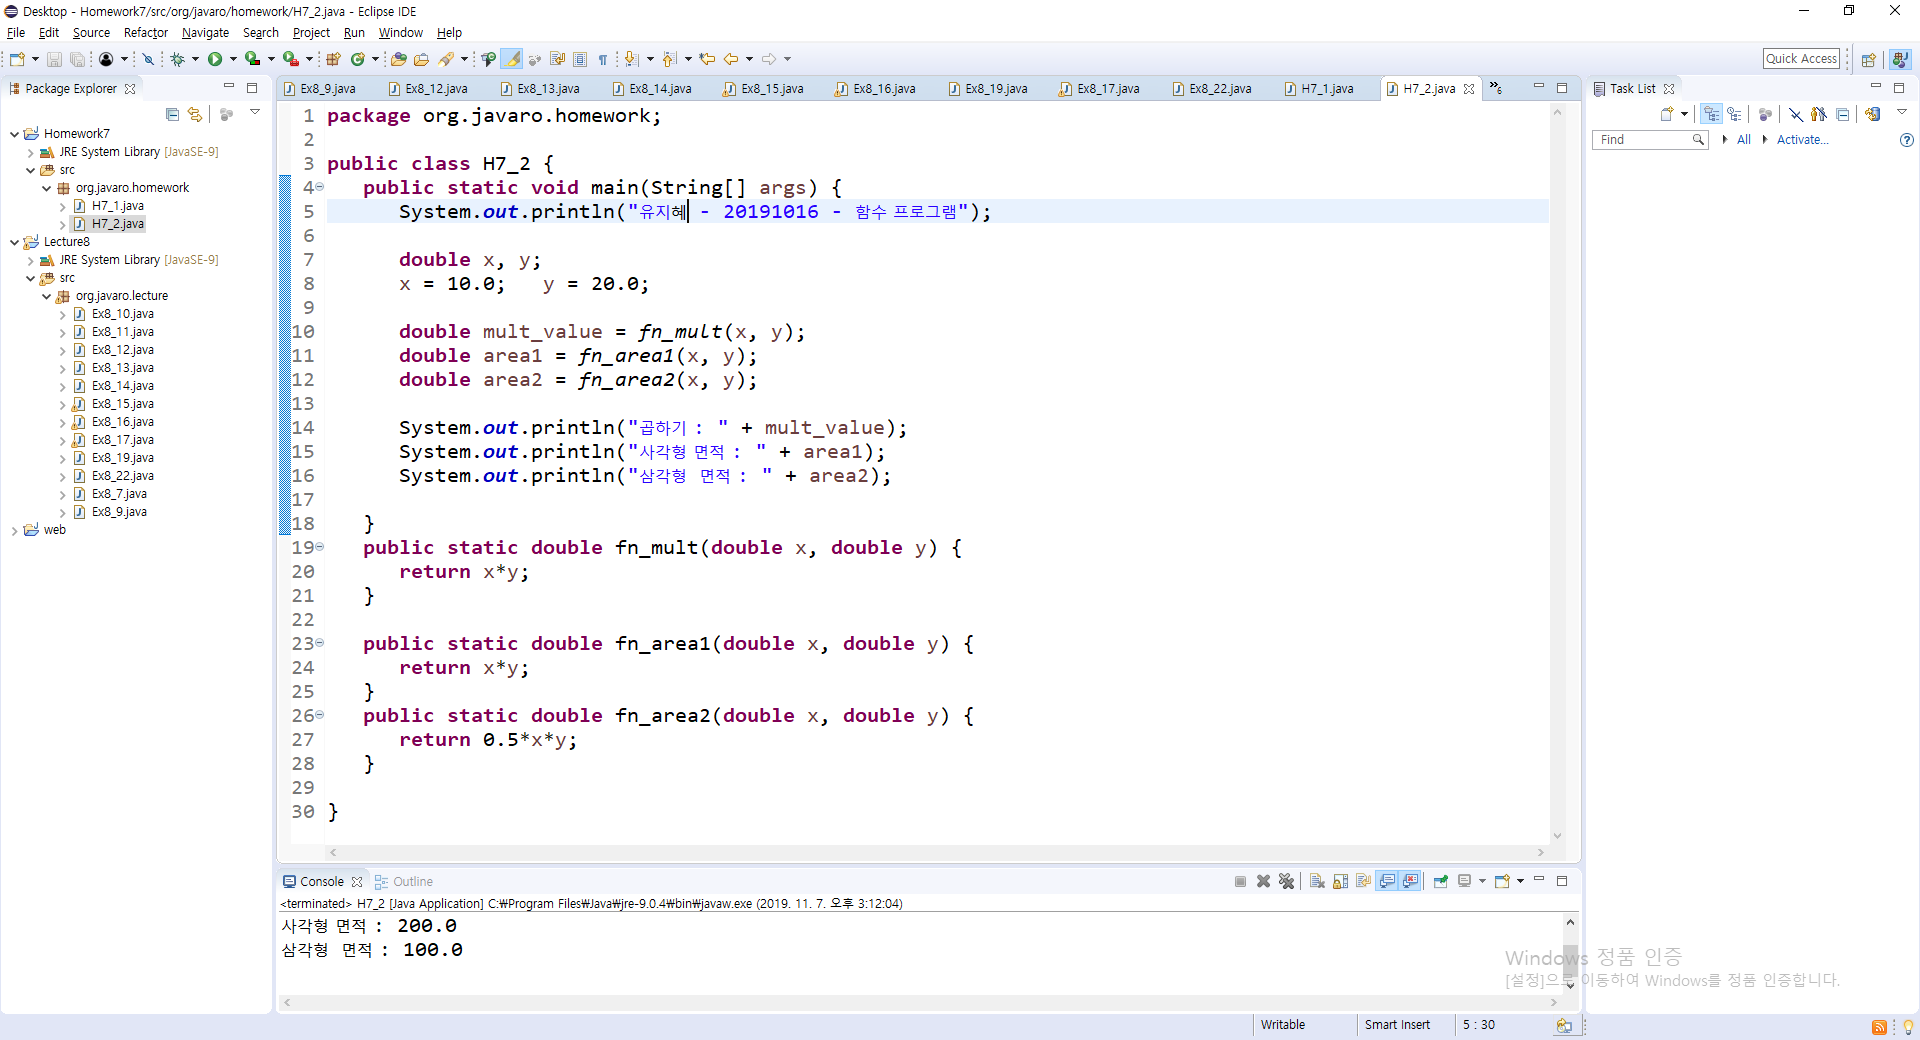 Desktop - Homework7/src/org/javaro/homework/H7_2.java - Eclipse IDE
File Edit Source Refactor Navigate Search Project Run Window Help
Quick Access
Package Explorer
Homework7
JRE System Library [JavaSE-9]
src
org.javaro.homework
H7_1.java
H7_2.java
Lecture8
JRE System Library [JavaSE-9]
src
org.javaro.lecture
Ex8_10.java
Ex8_11.java
Ex8_12.java
Ex8_13.java
Ex8_14.java
Ex8_15.java
Ex8_16.java
Ex8_17.java
Ex8_19.java
Ex8_22.java
Ex8_7.java
Ex8_9.java
web
Ex8_9.java Ex8_12.java Ex8_13.java Ex8_14.java Ex8_15.java Ex8_16.java Ex8_19.java Ex8_17.java Ex8_22.java H7_1.java H7_2.java »6
1 package org.javaro.homework;
2
3 public class H7_2 {
4 public static void main(String[] args) {
5 System.out.println("유지혜 - 20191016 - 함수 프로그램");
6
7 double x, y;
8 x = 10.0; y = 20.0;
9
10 double mult_value = fn_mult(x, y);
11 double area1 = fn_area1(x, y);
12 double area2 = fn_area2(x, y);
13
14 System.out.println("곱하기 : " + mult_value);
15 System.out.println("사각형 면적 : " + area1);
16 System.out.println("삼각형 면적 : " + area2);
17
18 }
19 public static double fn_mult(double x, double y) {
20 return x*y;
21 }
22
23 public static double fn_area1(double x, double y) {
24 return x*y;
25 }
26 public static double fn_area2(double x, double y) {
27 return 0.5*x*y;
28 }
29
30 }
Console Outline
<terminated> H7_2 [Java Application] C:₩Program Files₩Java₩jre-9.0.4₩bin₩javaw.exe (2019. 11. 7. 오후 3:12:04)
사각형 면적 : 200.0
삼각형 면적 : 100.0
Task List
Find All Activate...
Windows 정품 인증
[설정]으로 이동하여 Windows를 정품 인증합니다.
Writable Smart Insert 5 : 30